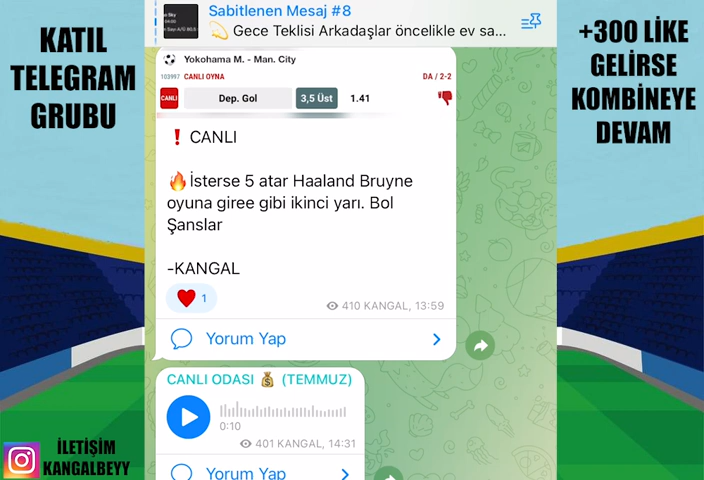 KATIL
TELEGRAM
GRUBU
Sabitlenen Mesaj #8
Gece Teklisi Arkadaşlar öncelikle ev sa...
+300 LIKE
GELİRSE
KOMBİNEYE
DEVAM
Yokohama M. - Man. City
103997 CANLI OYNA
DA / 2-2
CANLI Dep. Gol 3,5 Üst 1.41
❗ CANLI
🔥İsterse 5 atar Haaland Bruyne
oyuna giree gibi ikinci yarı. Bol
Şanslar
-KANGAL
❤ 1
410 KANGAL, 13:59
Yorum Yap
CANLI ODASI 💰 (TEMMUZ)
0:10
401 KANGAL, 14:31
Yorum Yap
İLETİŞİM
KANGALBEYY